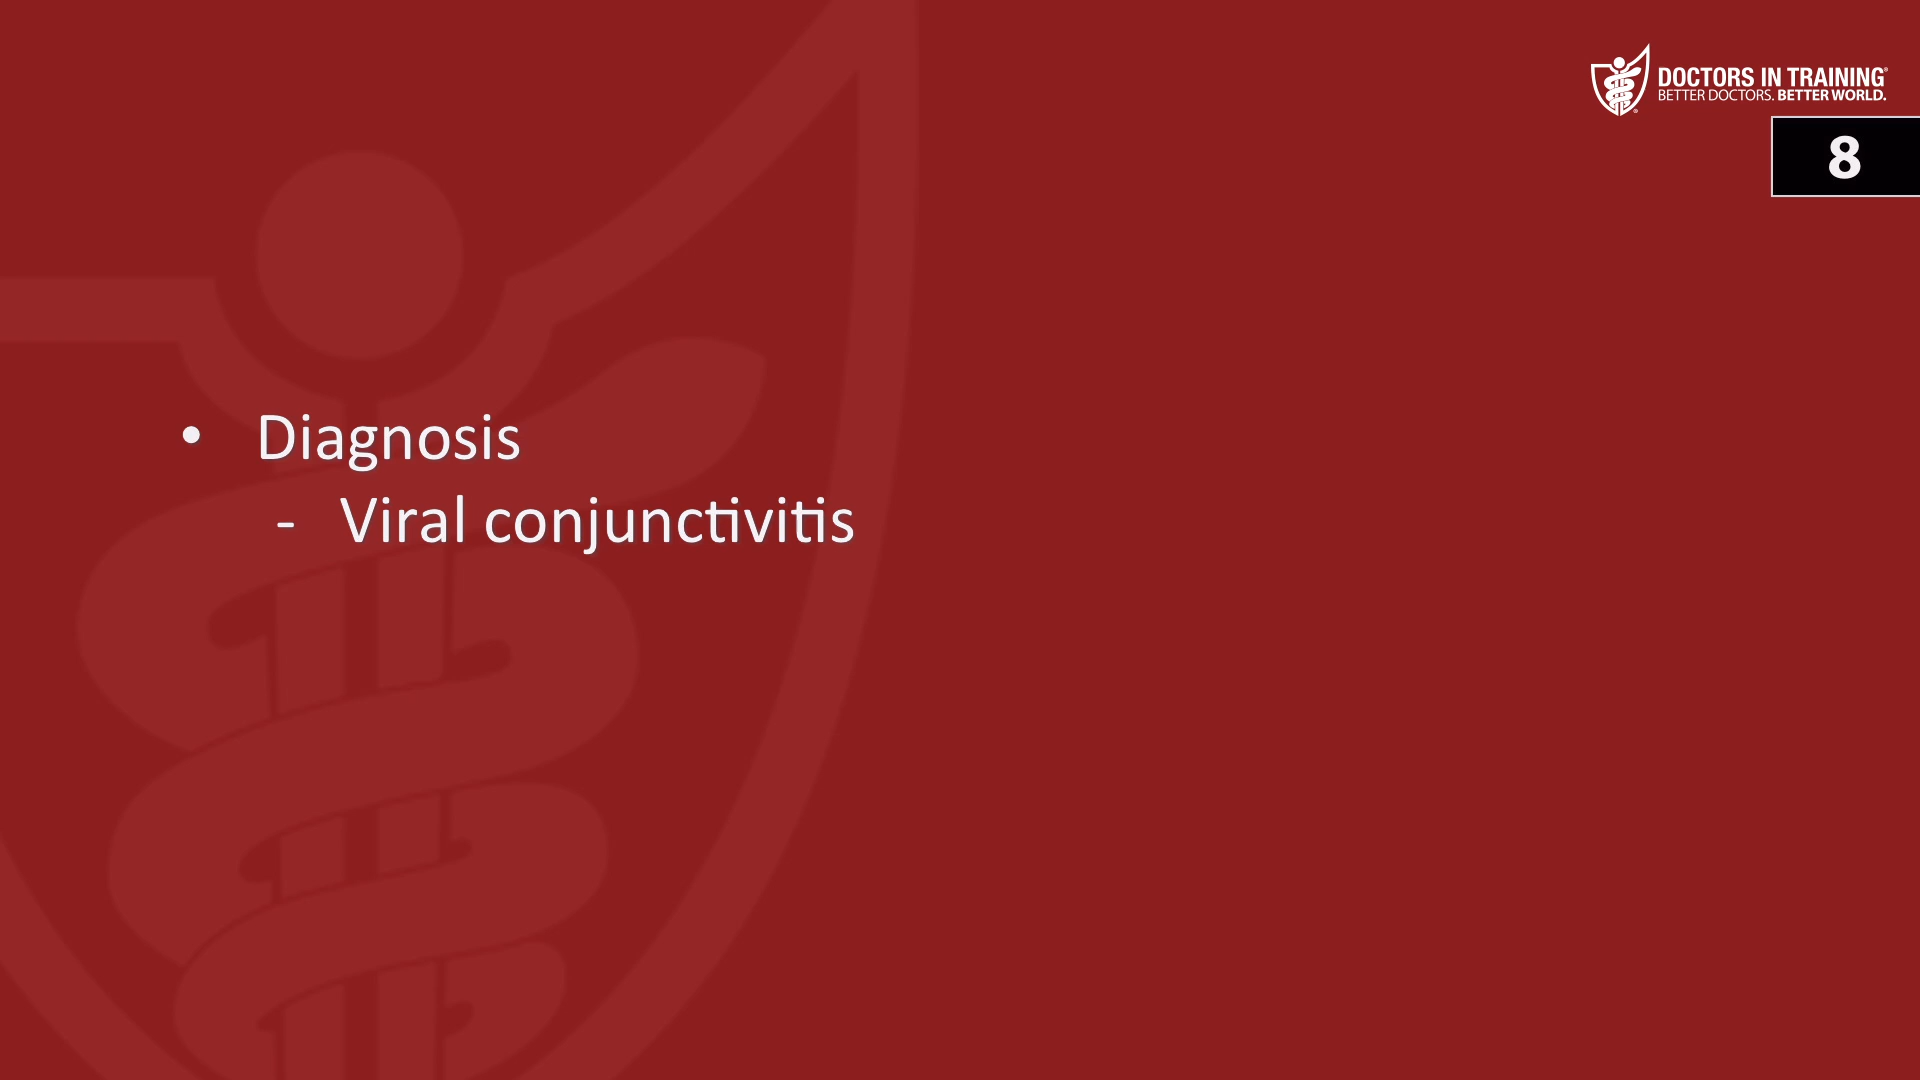 DOCTORS IN TRAINING®
BETTER DOCTORS. BETTER WORLD.
8
• Diagnosis
- Viral conjunctivitis